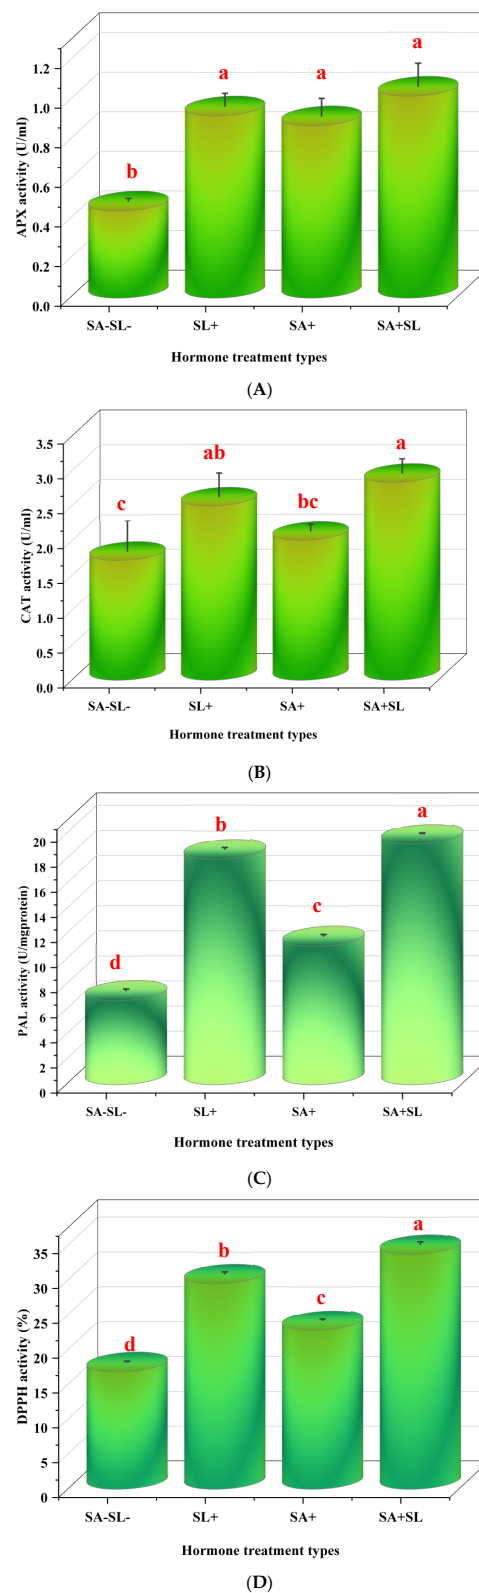 a
a
a
b
1.2
1.0
0.8
0.6
0.4
0.2
0.0
APX activity (U/ml)
SA-SL- SL+ SA+ SA+SL
Hormone treatment types
(A)
a
ab
bc
c
3.5
3.0
2.5
2.0
1.5
1.0
0.5
0.0
CAT activity (U/ml)
SA-SL- SL+ SA+ SA+SL
Hormone treatment types
(B)
a
b
c
d
20
18
16
14
12
10
8
6
4
2
0
PAL activity (U/mgprotein)
SA-SL- SL+ SA+ SA+SL
Hormone treatment types
(C)
a
b
c
d
35
30
25
20
15
10
5
0
DPPH activity (%)
SA-SL- SL+ SA+ SA+SL
Hormone treatment types
(D)